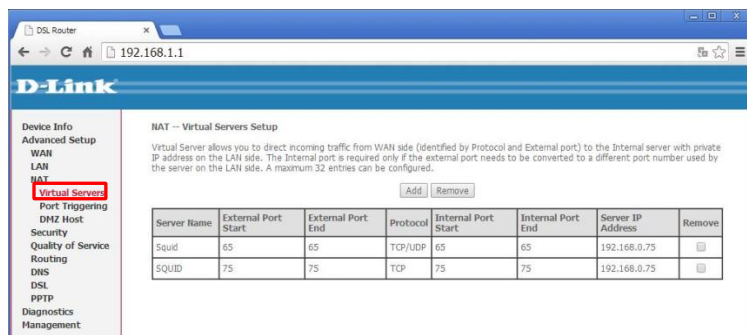 DSL Router
192.168.1.1
D-Link
Device Info
Advanced Setup
WAN
LAN
NAT
Virtual Servers
Port Triggering
DMZ Host
Security
Quality of Service
Routing
DNS
DSL
PPTP
Diagnostics
Management
NAT -- Virtual Servers Setup
Virtual Server allows you to direct incoming traffic from WAN side (identified by Protocol and External port) to the Internal server with private
IP address on the LAN side. The Internal port is required only if the external port needs to be converted to a different port number used by
the server on the LAN side. A maximum 32 entries can be configured.
Add Remove
Server Name External Port Start External Port End Protocol Internal Port Start Internal Port End Server IP Address Remove
Squid 65 65 TCP/UDP 65 65 192.168.0.75
SQUID 75 75 TCP 75 75 192.168.0.75